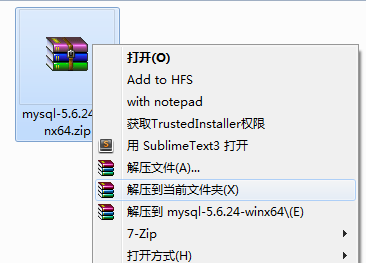 mysql-5.6.24
nx64.zip
打开(O)
Add to HFS
with notepad
获取TrustedInstaller权限
用 SublimeText3 打开
解压文件(A)...
解压到当前文件夹(X)
解压到 mysql-5.6.24-winx64\(E)
7-Zip
打开方式(H)